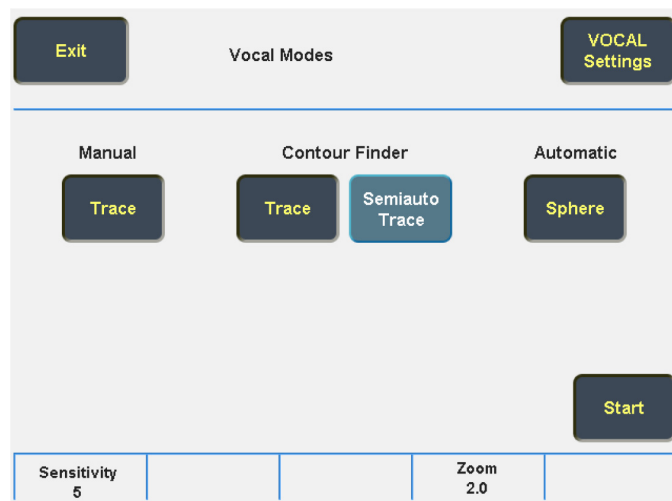 Exit
Vocal Modes
VOCAL
Settings
Manual
Contour Finder
Automatic
Trace
Trace
Semiauto
Trace
Sphere
Start
Sensitivity
5
Zoom
2.0